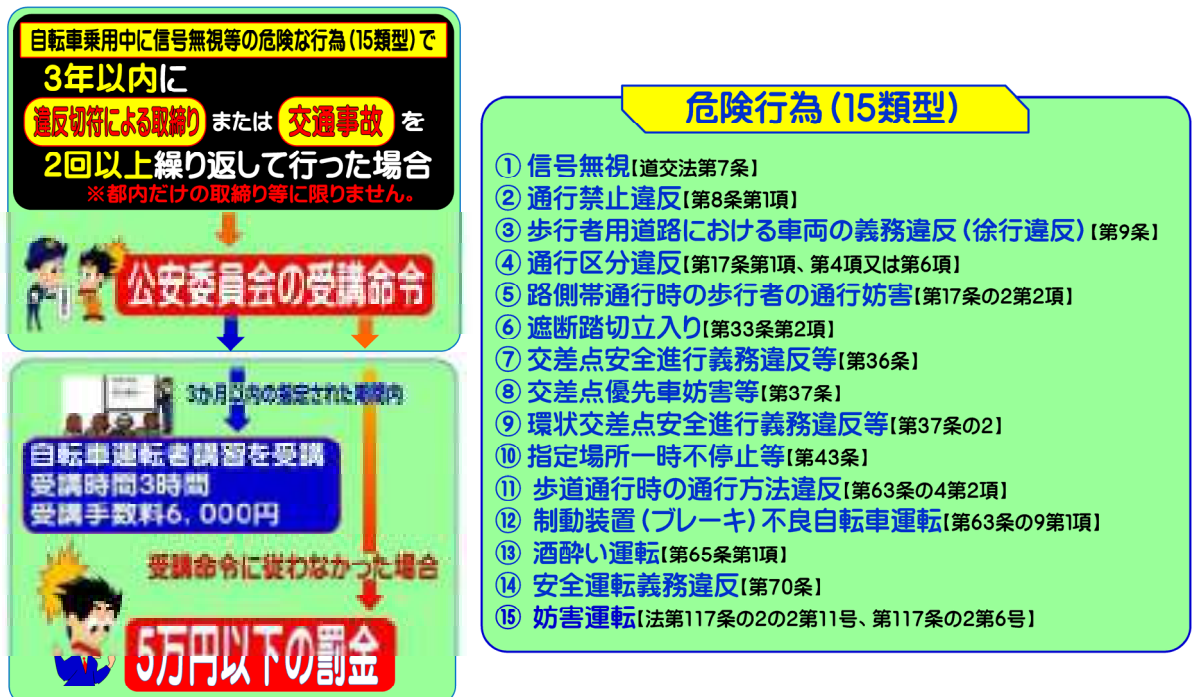 自転車乗用中に信号無視等の危険な行為(15類型)で
3年以内に
違反切符による取締り または 交通事故 を
2回以上繰り返して行った場合
※都内だけの取締り等に限りません。
公安委員会の受講命令
3か月以内の指定された期間内
自転車運転者講習を受講
受講時間3時間
受講手数料6,000円
受講命令に従わなかった場合
5万円以下の罰金
危険行為(15類型)
① 信号無視【道交法第7条】
② 通行禁止違反【第8条第1項】
③ 歩行者用道路における車両の義務違反(徐行違反)【第9条】
④ 通行区分違反【第17条第1項、第4項又は第6項】
⑤ 路側帯通行時の歩行者の通行妨害【第17条の2第2項】
⑥ 遮断踏切立入り【第33条第2項】
⑦ 交差点安全進行義務違反等【第36条】
⑧ 交差点優先車妨害等【第37条】
⑨ 環状交差点安全進行義務違反等【第37条の2】
⑩ 指定場所一時不停止等【第43条】
⑪ 歩道通行時の通行方法違反【第63条の4第2項】
⑫ 制動装置(ブレーキ)不良自転車運転【第63条の9第1項】
⑬ 酒酔い運転【第65条第1項】
⑭ 安全運転義務違反【第70条】
⑮ 妨害運転【法第117条の2の2第11号、第117条の2第6号】